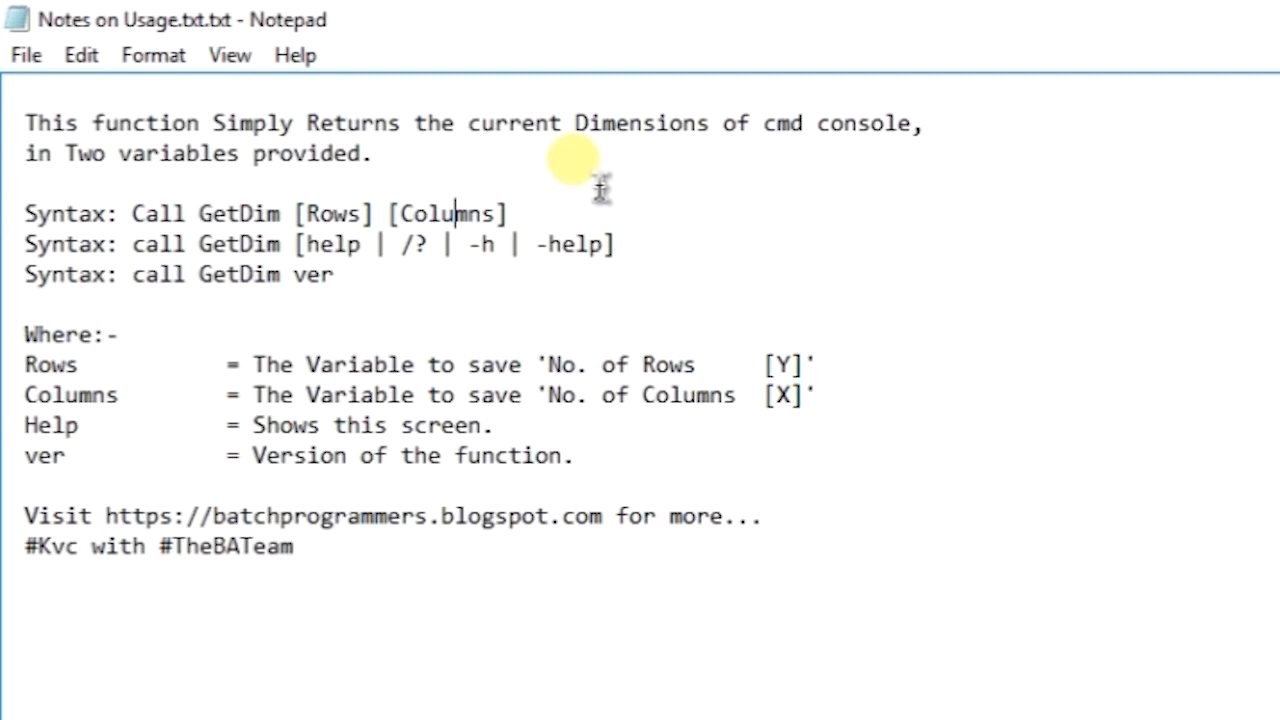 Notes on Usage.txt.txt - Notepad
File Edit Format View Help
This function Simply Returns the current Dimensions of cmd console,
in Two variables provided.
Syntax: Call GetDim [Rows] [Columns]
Syntax: call GetDim [help | /? | -h | -help]
Syntax: call GetDim ver
Where:-
Rows = The Variable to save 'No. of Rows [Y]'
Columns = The Variable to save 'No. of Columns [X]'
Help = Shows this screen.
ver = Version of the function.
Visit https://batchprogrammers.blogspot.com for more...
#Kvc with #TheBATeam